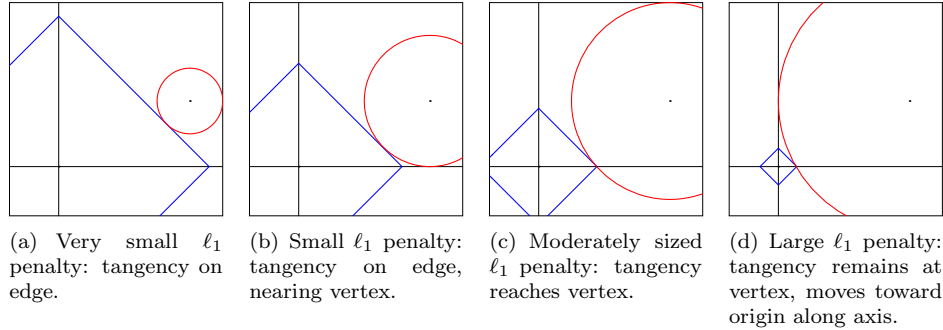 (a) Very small ℓ₁
penalty: tangency on
edge.
(b) Small ℓ₁ penalty:
tangency on edge,
nearing vertex.
(c) Moderately sized
ℓ₁ penalty: tangency
reaches vertex.
(d) Large ℓ₁ penalty:
tangency remains at
vertex, moves toward
origin along axis.